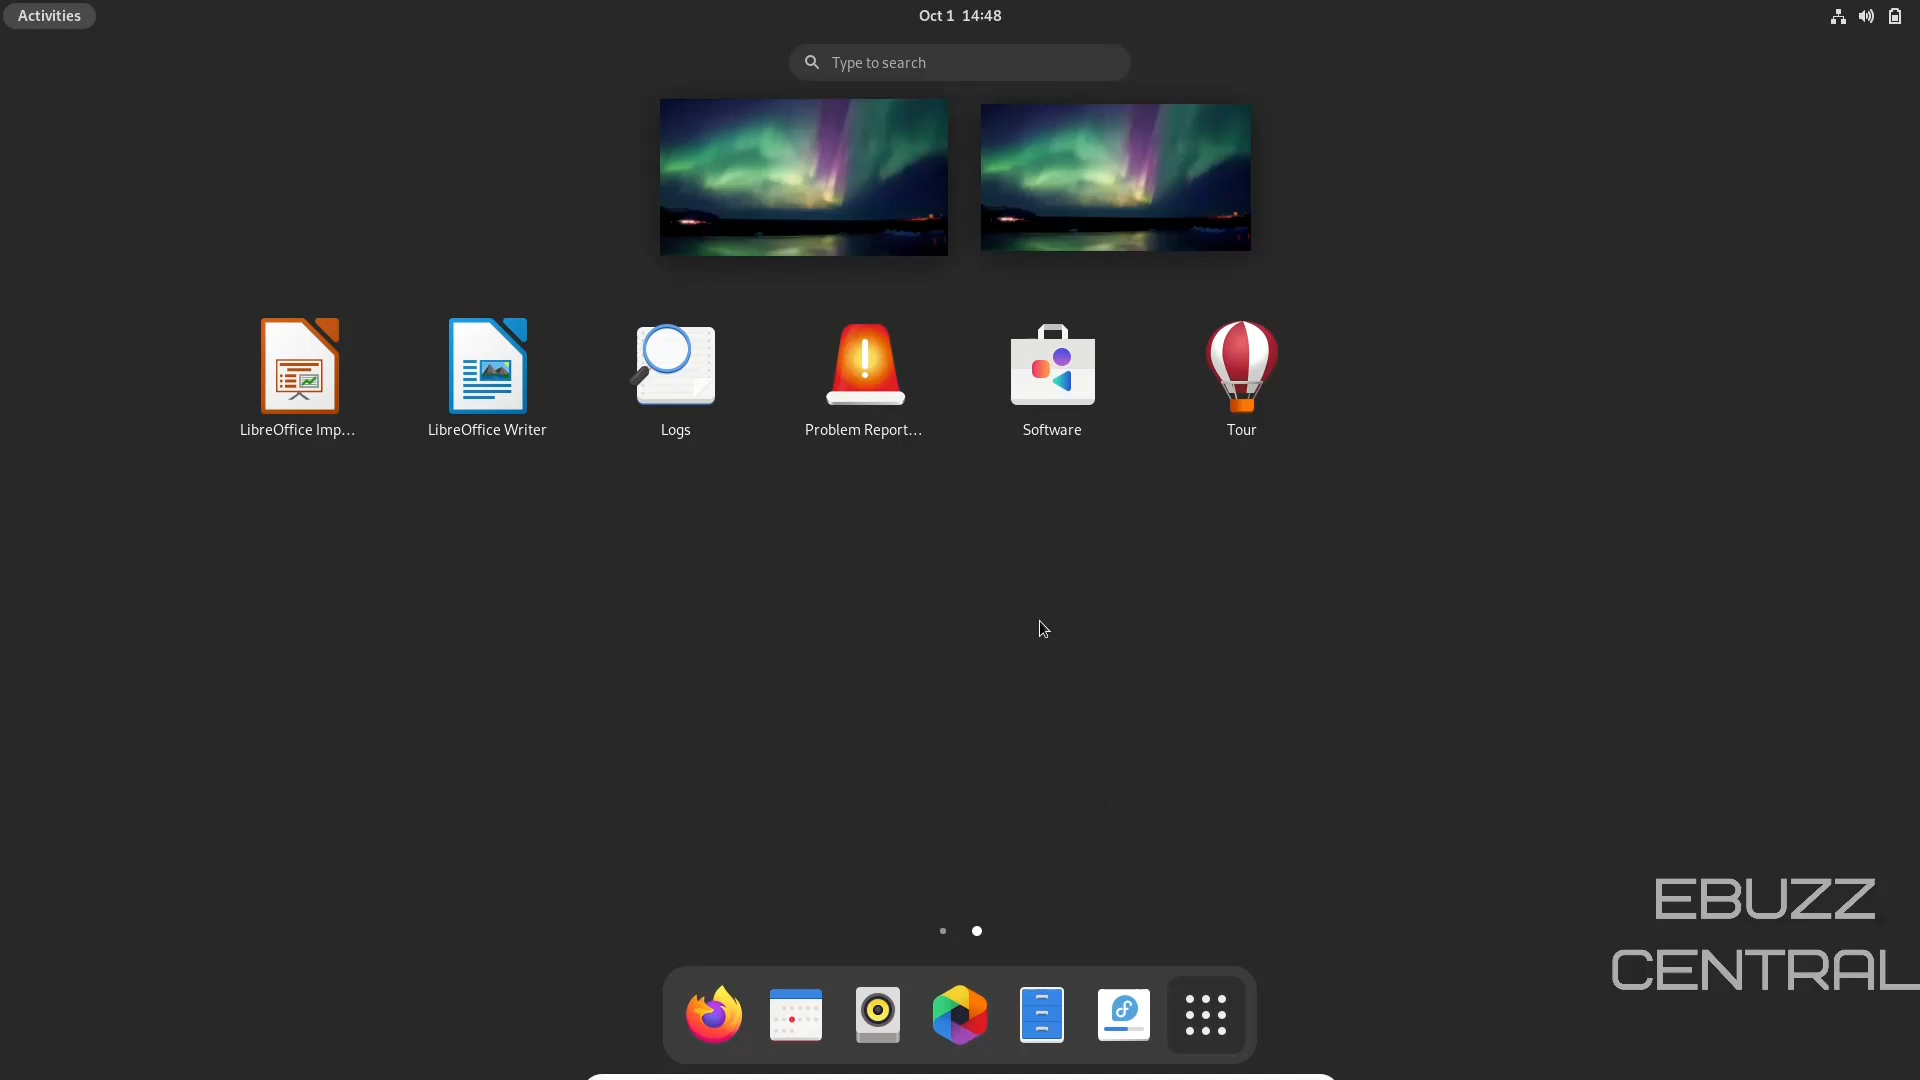 Activities
Oct 1 14:48
Type to search
LibreOffice Imp...
LibreOffice Writer
Logs
Problem Report...
Software
Tour
EBUZZ
CENTRAL